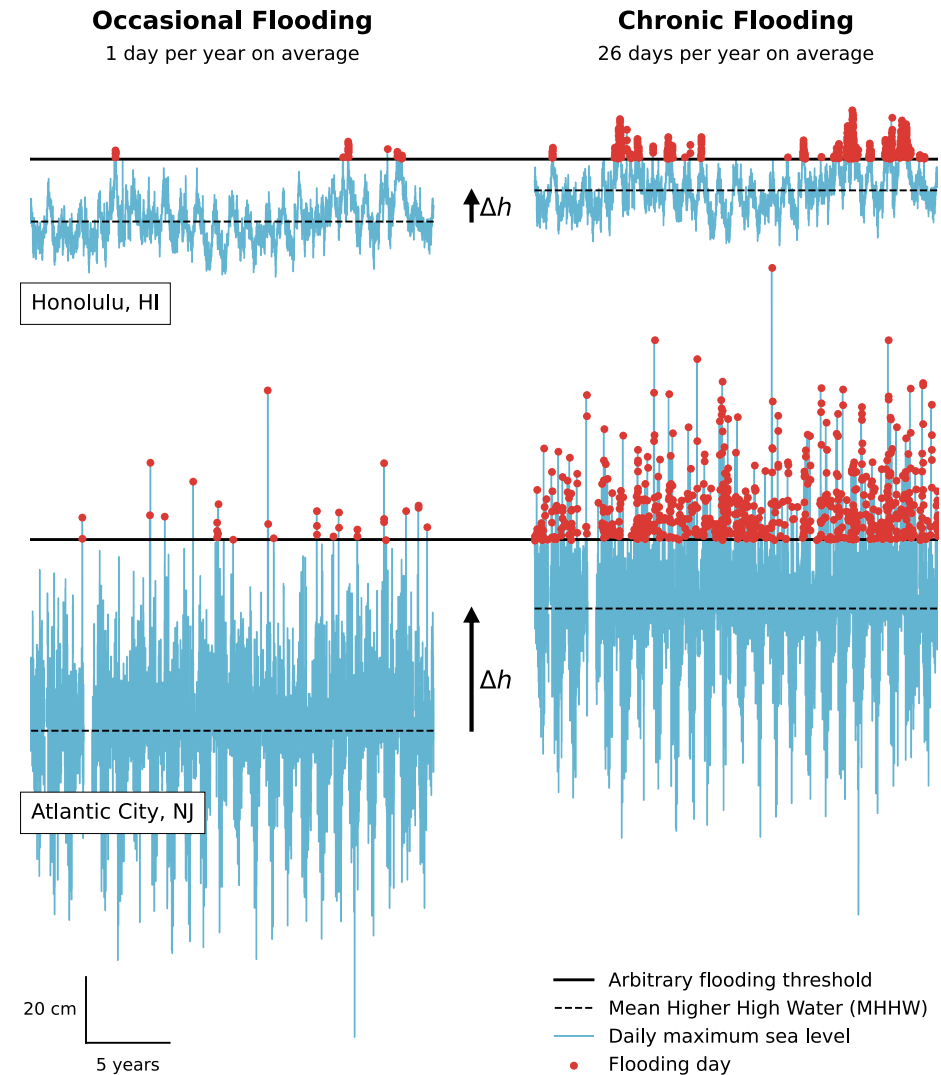 Occasional Flooding
1 day per year on average
Chronic Flooding
26 days per year on average
Δh
Honolulu, HI
Δh
Atlantic City, NJ
20 cm
5 years
Arbitrary flooding threshold
Mean Higher High Water (MHHW)
Daily maximum sea level
Flooding day